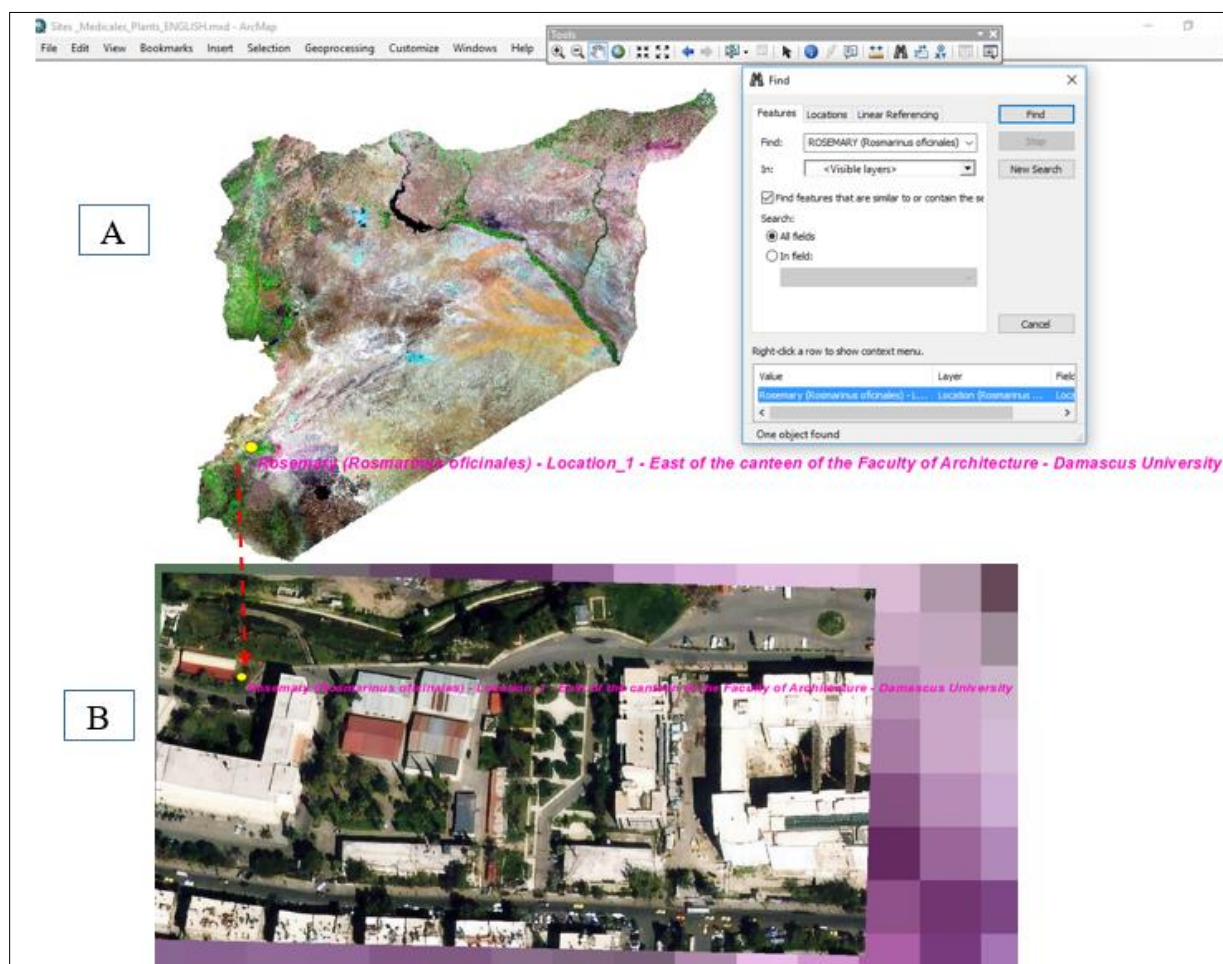 Sites _Medicales_Plants_ENGLISH.mxd - ArcMap
File Edit View Bookmarks Insert Selection Geoprocessing Customize Windows Help
Tools
Find
Features Locations Linear Referencing
Find
Find: ROSEMARY (Rosmarinus oficinales)
Stop
In: <Visible layers>
New Search
Find features that are similar to or contain the se
Search:
All fields
In field:
Cancel
Right-click a row to show context menu.
Value Layer Field
Rosemary (Rosmarinus oficinales) - L... Location (Rosmarinus ... Loca
One object found
A
Rosemary (Rosmarinus oficinales) - Location_1 - East of the canteen of the Faculty of Architecture - Damascus University
B
Rosemary (Rosmarinus oficinales) - Location_1 - East of the canteen of the Faculty of Architecture - Damascus University